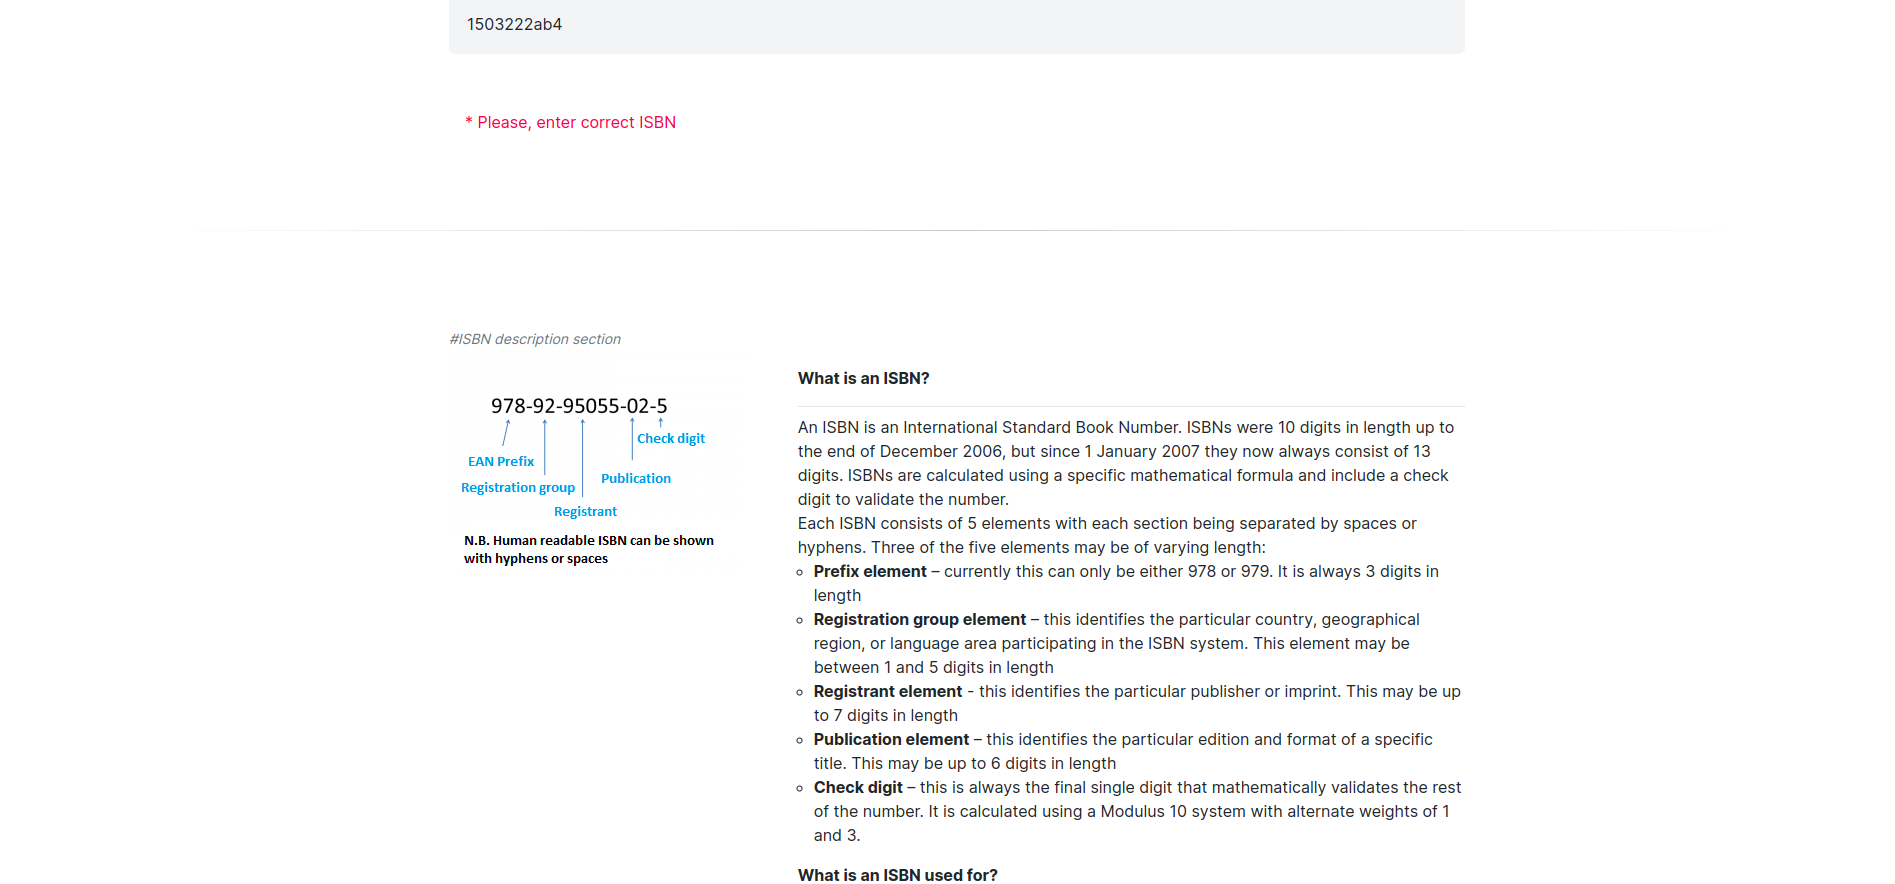 1503222ab4
* Please, enter correct ISBN
#ISBN description section
978-92-95055-02-5
Check digit
EAN Prefix
Publication
Registration group
Registrant
N.B. Human readable ISBN can be shown
with hyphens or spaces
What is an ISBN?
An ISBN is an International Standard Book Number. ISBNs were 10 digits in length up to
the end of December 2006, but since 1 January 2007 they now always consist of 13
digits. ISBNs are calculated using a specific mathematical formula and include a check
digit to validate the number.
Each ISBN consists of 5 elements with each section being separated by spaces or
hyphens. Three of the five elements may be of varying length:
Prefix element – currently this can only be either 978 or 979. It is always 3 digits in
length
Registration group element – this identifies the particular country, geographical
region, or language area participating in the ISBN system. This element may be
between 1 and 5 digits in length
Registrant element - this identifies the particular publisher or imprint. This may be up
to 7 digits in length
Publication element – this identifies the particular edition and format of a specific
title. This may be up to 6 digits in length
Check digit – this is always the final single digit that mathematically validates the rest
of the number. It is calculated using a Modulus 10 system with alternate weights of 1
and 3.
What is an ISBN used for?